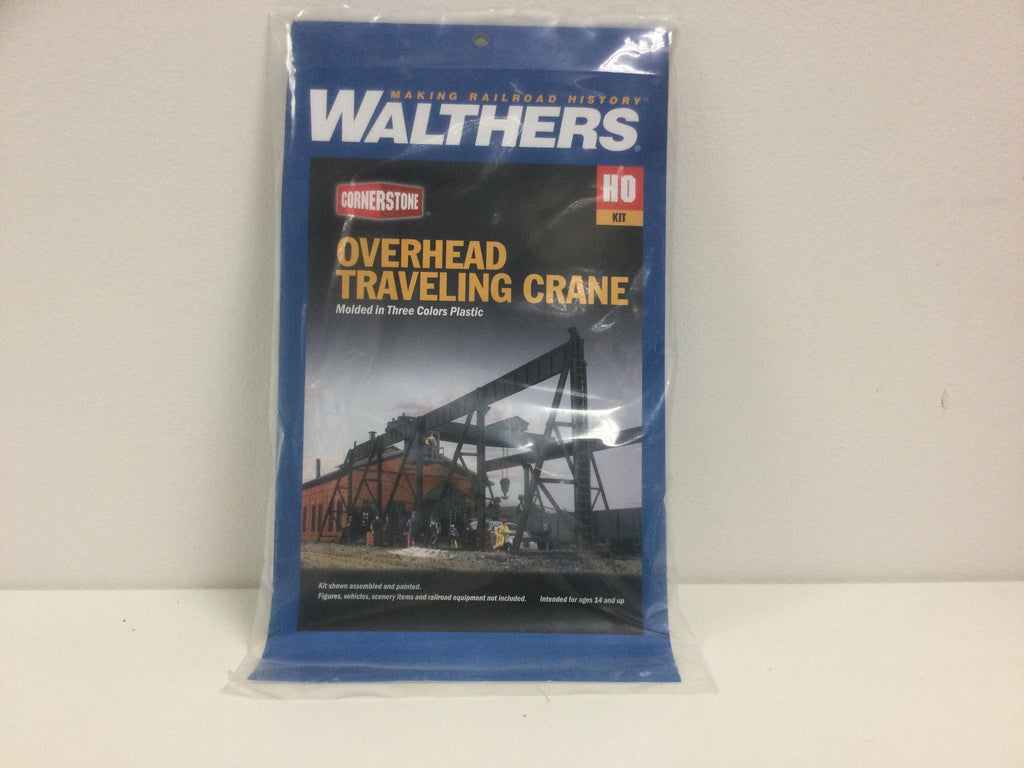 MAKING RAILROAD HISTORY™
WALTHERS®
CORNERSTONE®
HO
KIT
OVERHEAD
TRAVELING CRANE
Molded in Three Colors Plastic
Kit shown assembled and painted.
Figures, vehicles, scenery items and railroad equipment not included. Intended for ages 14 and up